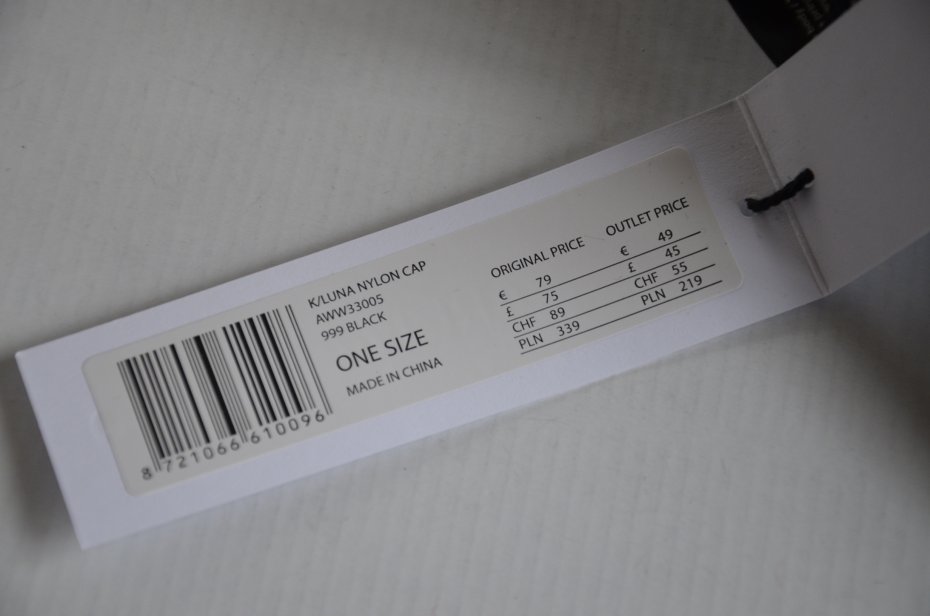 K/LUNA NYLON CAP
AWW33005
999 BLACK
ONE SIZE
MADE IN CHINA
8 721066 610096
ORIGINAL PRICE OUTLET PRICE
€ 79 € 49
£ 75 £ 45
CHF 89 CHF 55
PLN 339 PLN 219